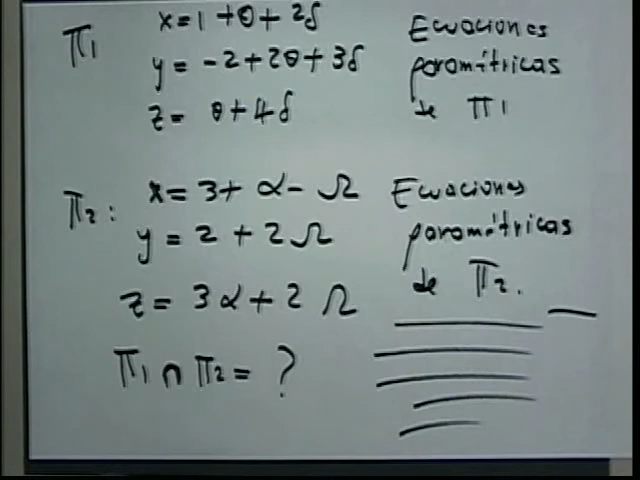 π1 x=1+θ+2δ Ecuaciones
y=-2+2θ+3δ paramétricas
z= θ+4δ de π1
π2: x=3+α-Ω Ecuaciones
y=2+2Ω paramétricas
z=3α+2Ω de π2.
π1∩π2=?